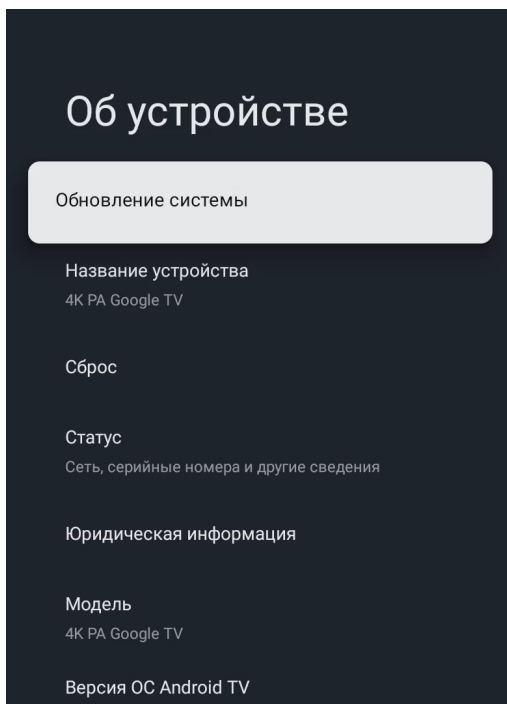 Об устройстве
Обновление системы
Название устройства
4K PA Google TV
Сброс
Статус
Сеть, серийные номера и другие сведения
Юридическая информация
Модель
4K PA Google TV
Версия ОС Android TV